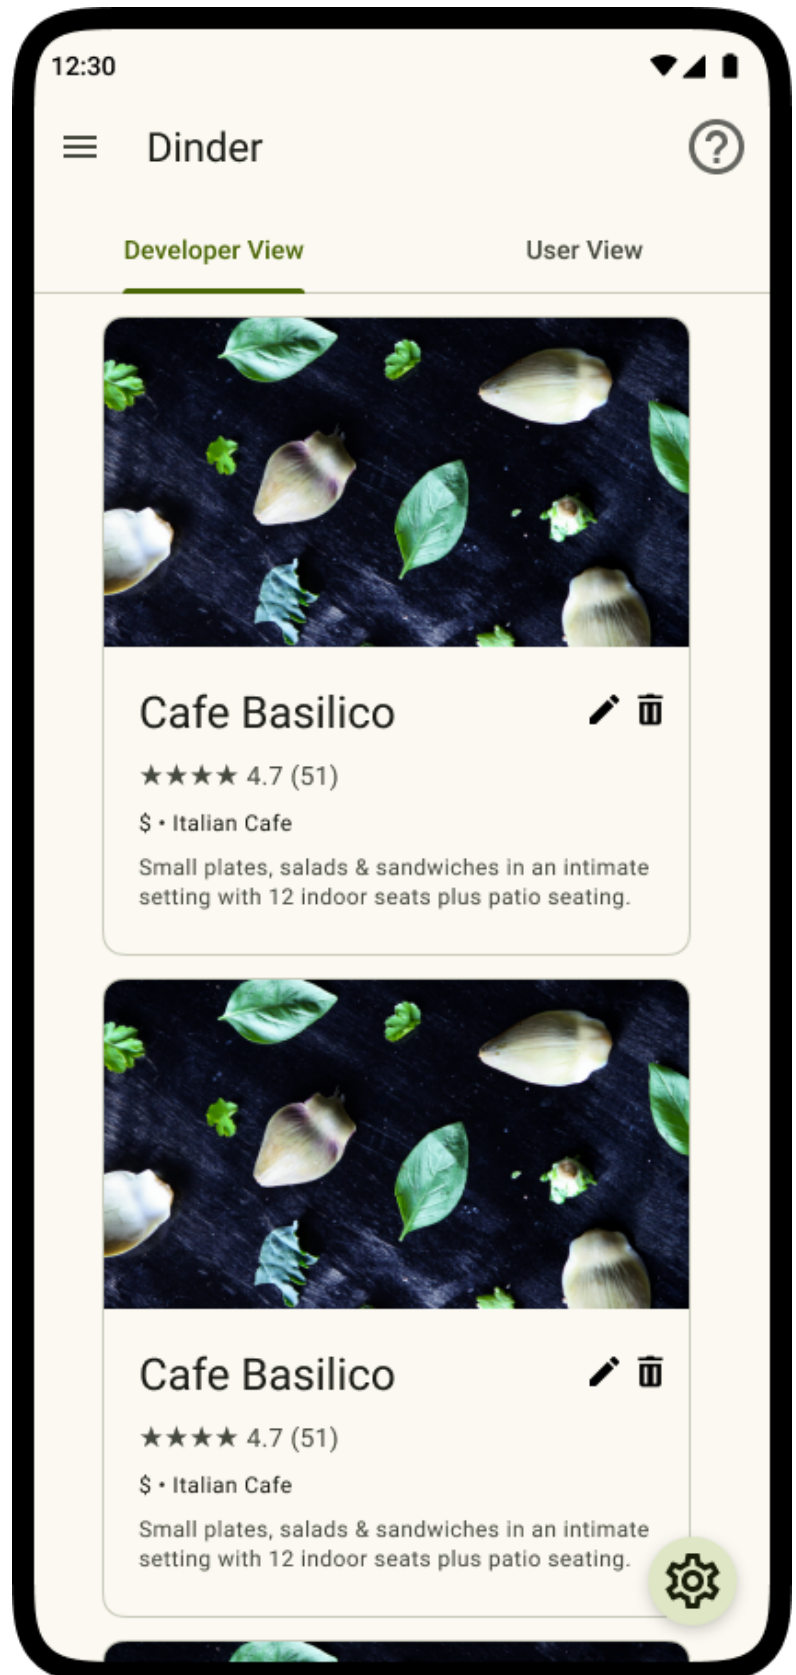 12:30
Dinder
Developer View
User View
Cafe Basilico
★★★★ 4.7 (51)
$ • Italian Cafe
Small plates, salads & sandwiches in an intimate
setting with 12 indoor seats plus patio seating.
Cafe Basilico
★★★★ 4.7 (51)
$ • Italian Cafe
Small plates, salads & sandwiches in an intimate
setting with 12 indoor seats plus patio seating.